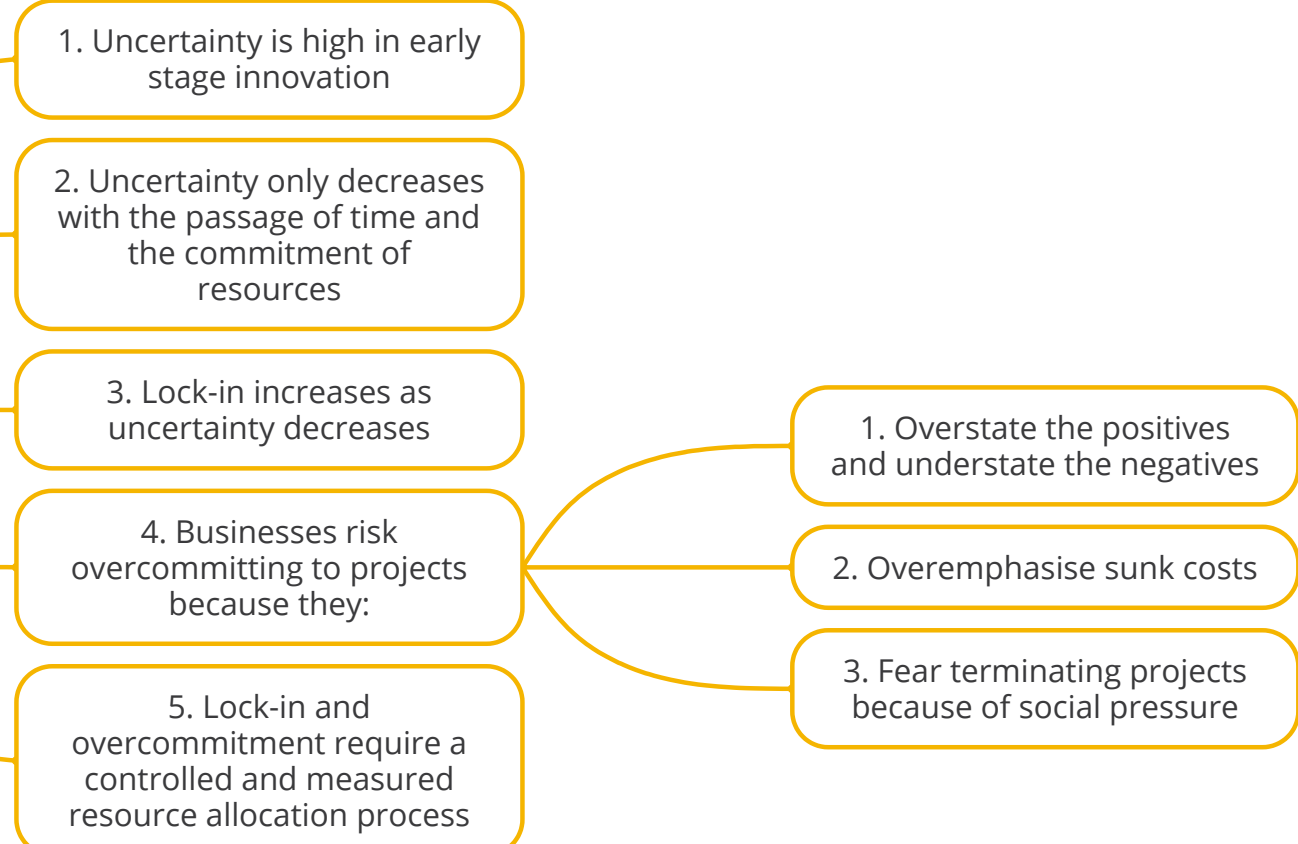 1. Uncertainty is high in early
stage innovation
2. Uncertainty only decreases
with the passage of time and
the commitment of
resources
3. Lock-in increases as
uncertainty decreases
4. Businesses risk
overcommitting to projects
because they:
1. Overstate the positives
and understate the negatives
2. Overemphasise sunk costs
3. Fear terminating projects
because of social pressure
5. Lock-in and
overcommitment require a
controlled and measured
resource allocation process